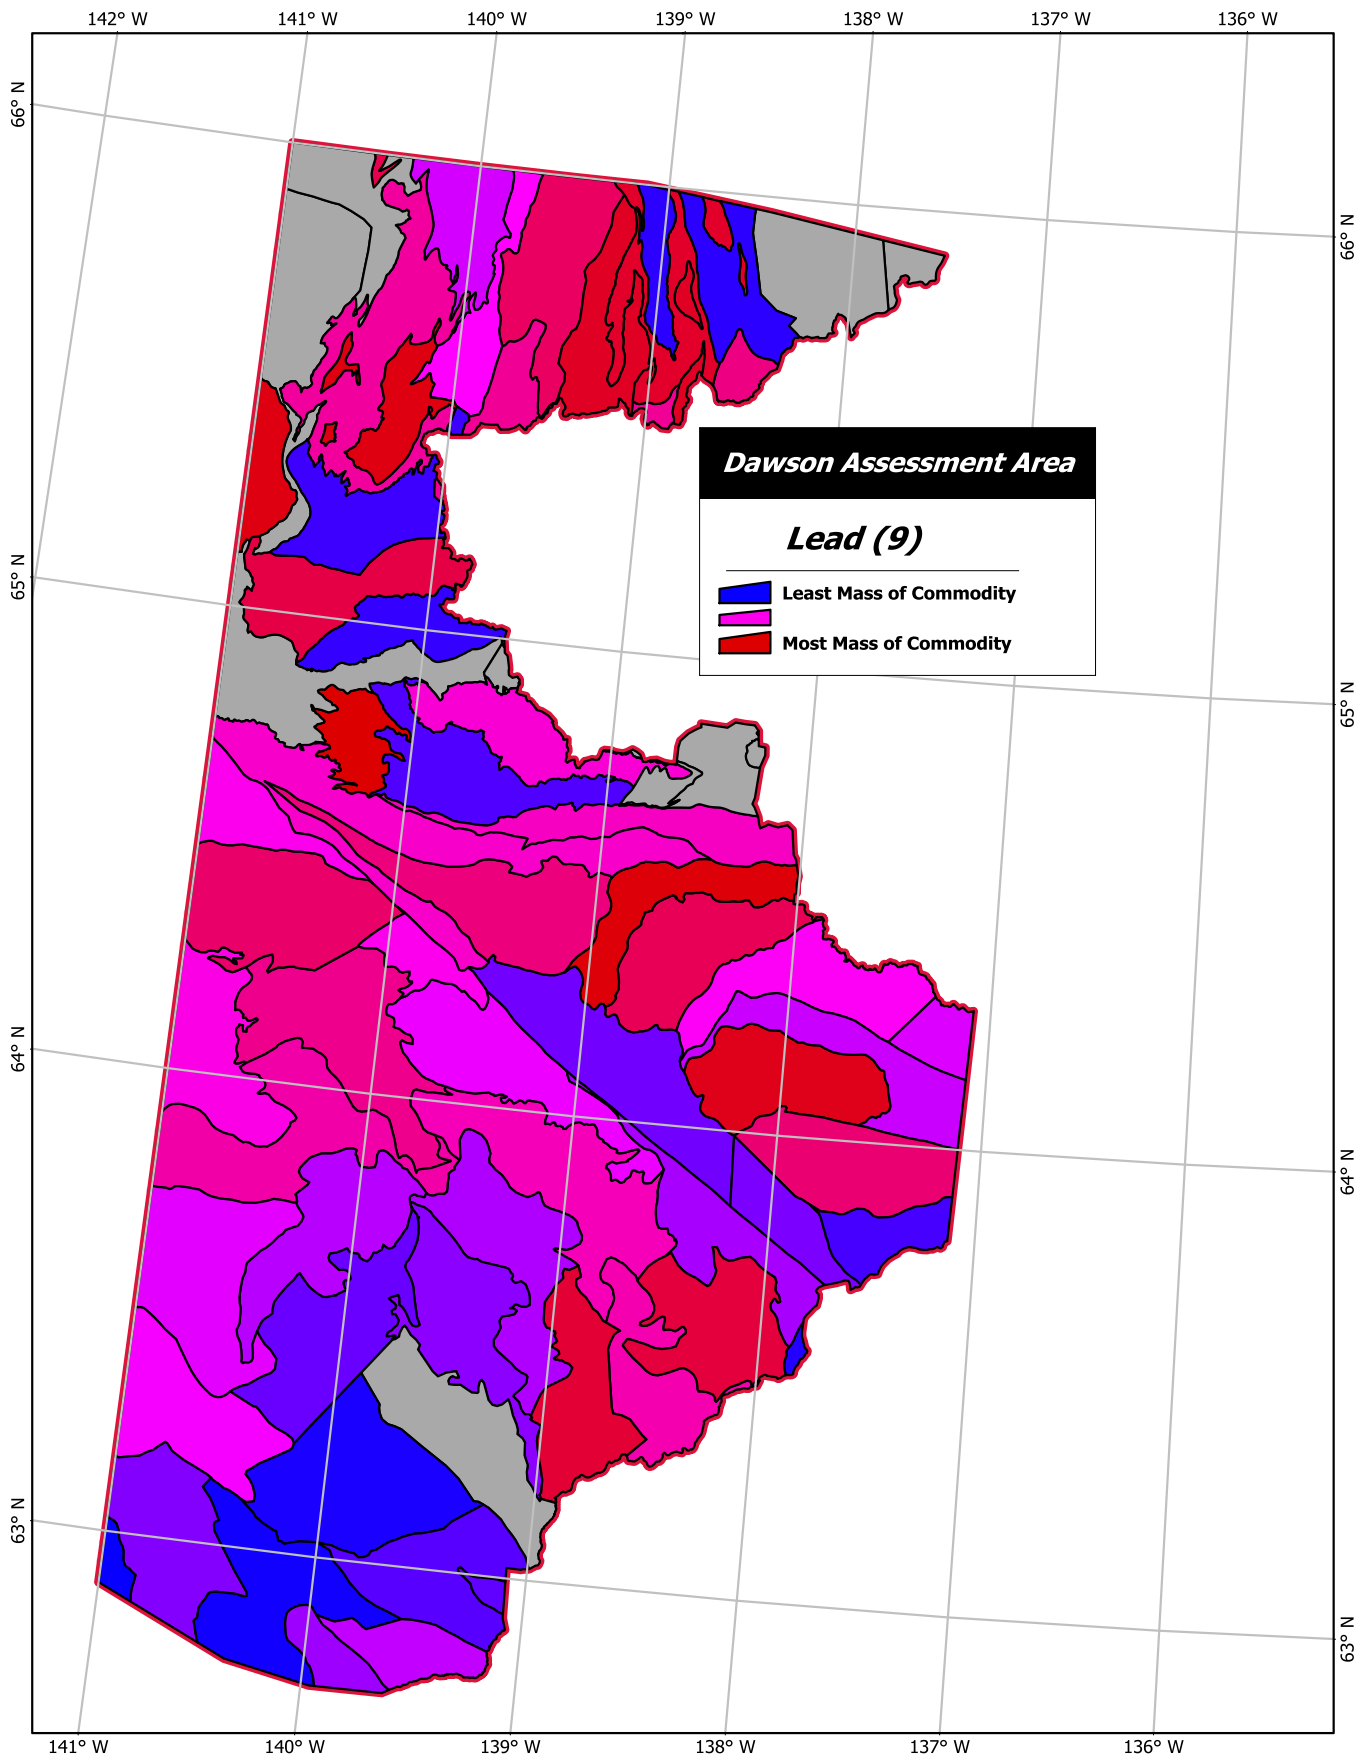 142° W 141° W 140° W 139° W 138° W 137° W 136° W
66° N
66° N
Dawson Assessment Area
Lead (9)
Least Mass of Commodity
Most Mass of Commodity
65° N
65° N
64° N
64° N
63° N
63° N
141° W 140° W 139° W 138° W 137° W 136° W